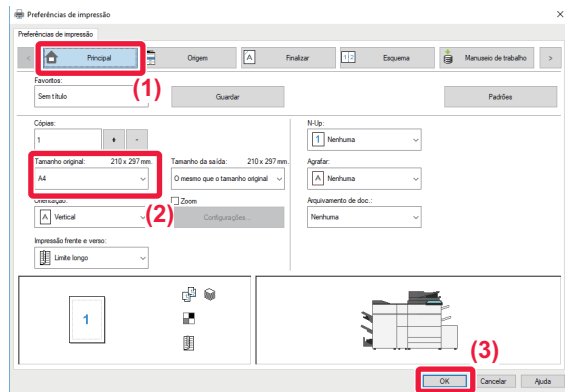 Preferências de impressão
Preferências de impressão
Principal
Origem
Finalizar
Esquema
Manuseio de trabalho
(1)
Favoritos:
Sem título
Guardar
Padrões
Cópias:
1
+ -
N-Up:
1 Nenhuma
Tamanho original: 210 x 297 mm.
A4
Tamanho da saída: 210 x 297 mm.
O mesmo que o tamanho original
Agrafar:
A Nenhuma
(2)
Orientação:
A Vertical
Zoom
Configurações...
Arquivamento de doc.:
Nenhuma
Impressão frente e verso:
Limite longo
1
(3)
OK
Cancelar
Ajuda